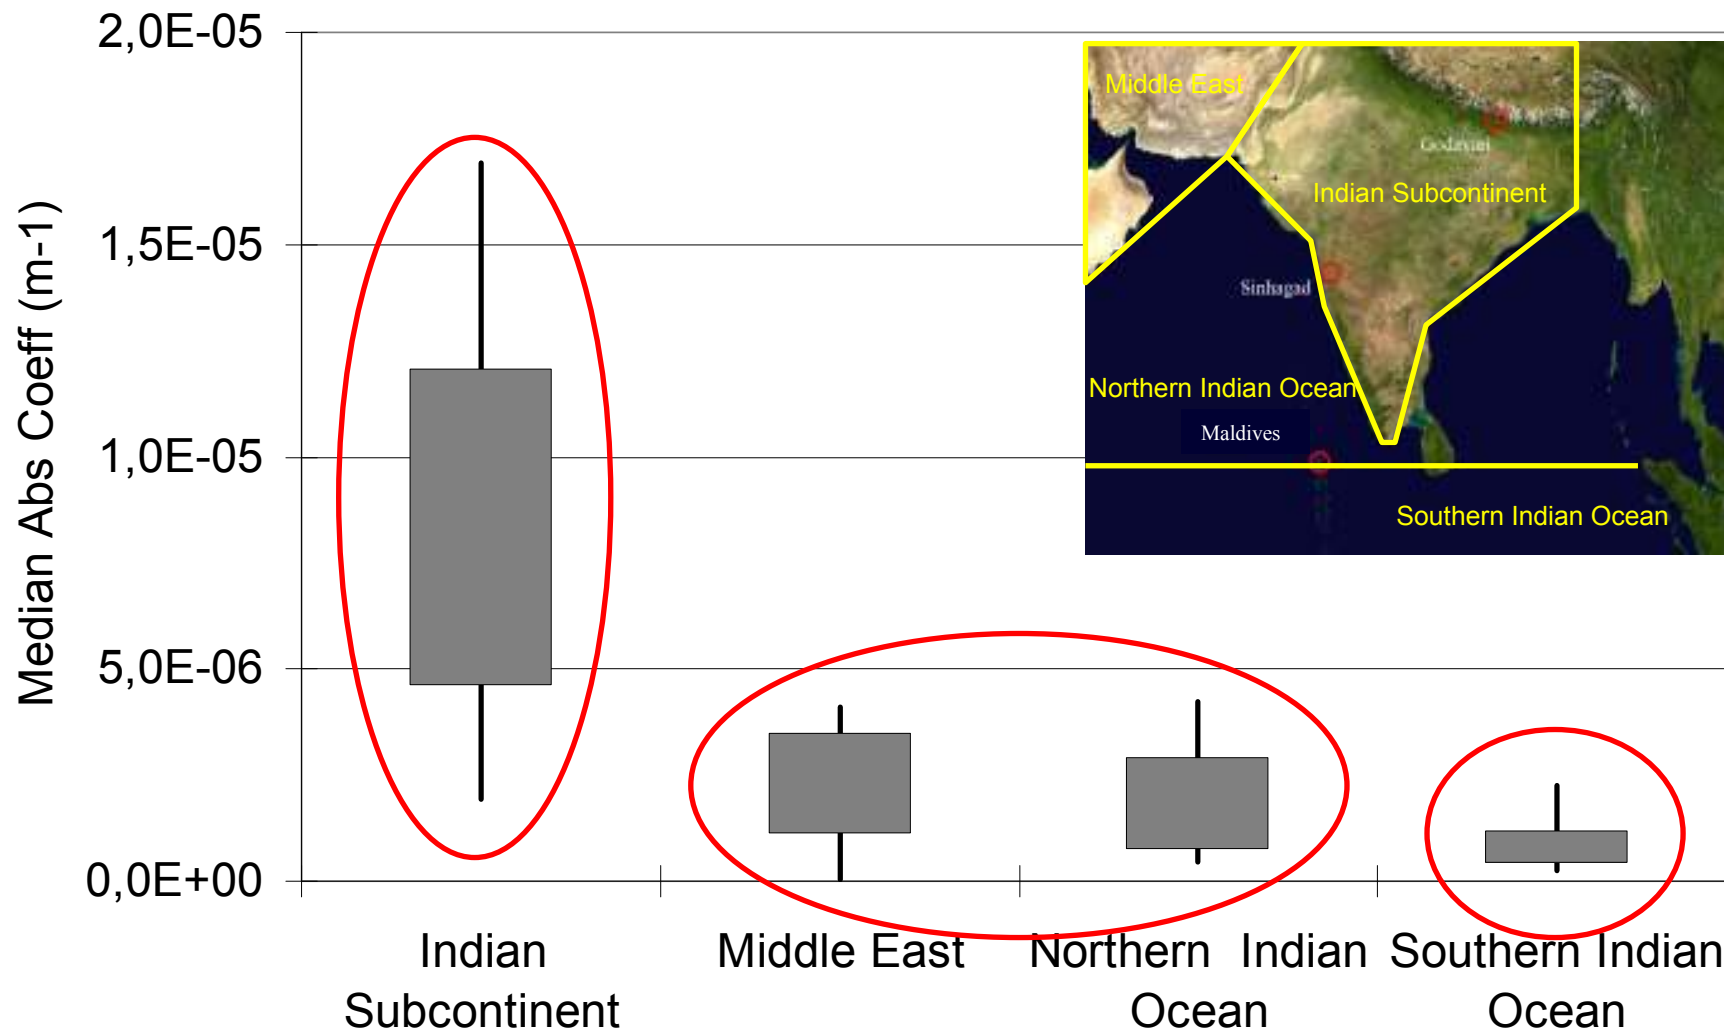 2,0E-05
1,5E-05
1,0E-05
5,0E-06
0,0E+00
Median Abs Coeff (m-1)
Middle East
Godavari
Indian Subcontinent
Sinhagad
Northern Indian Ocean
Maldives
Southern Indian Ocean
Indian
Subcontinent
Middle East
Northern Indian
Ocean
Southern Indian
Ocean